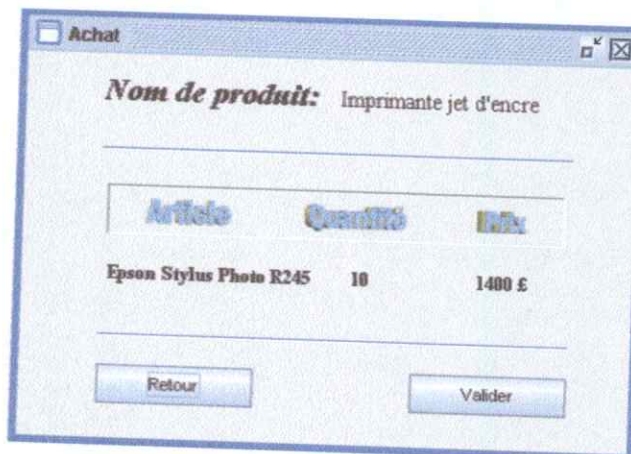 Achat
Nom de produit: Imprimante jet d'encre
Article Quantité Prix
Epson Stylus Photo R245 10 1400 £
Retour Valider